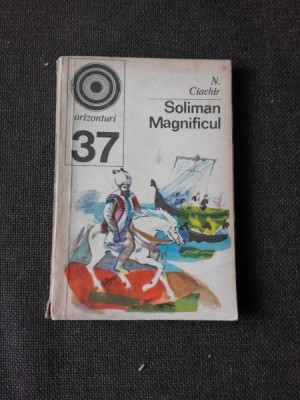 orizonturi
37
N.
Ciachir
Soliman
Magnificul